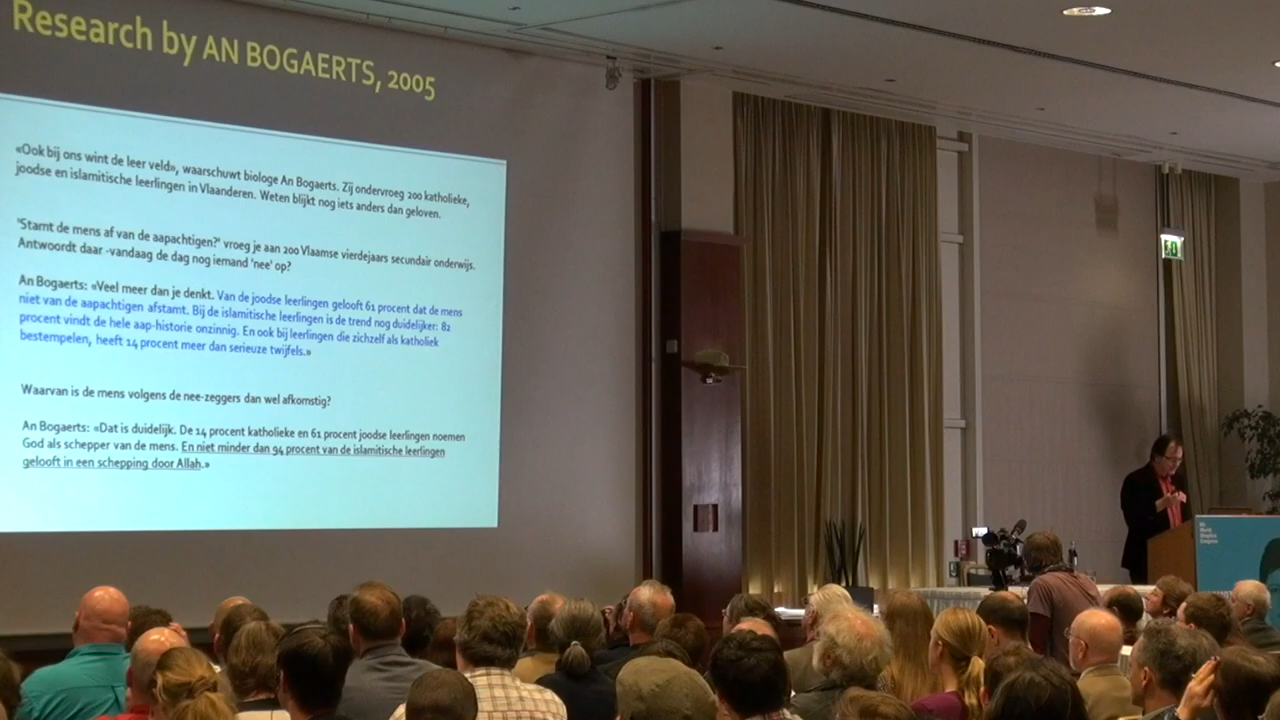 Research by AN BOGAERTS, 2005
«Ook bij ons wint de leer veld», waarschuwt biologe An Bogaerts. Zij ondervroeg 200 katholieke,
joodse en islamitische leerlingen in Vlaanderen. Weten blijkt nog iets anders dan geloven.
'Stamt de mens af van de aapachtigen?' vroeg je aan 200 Vlaamse vierdejaars secundair onderwijs.
Antwoordt daar -vandaag de dag nog iemand 'nee' op?
An Bogaerts: «Veel meer dan je denkt. Van de joodse leerlingen gelooft 61 procent dat de mens
niet van de aapachtigen afstamt. Bij de islamitische leerlingen is de trend nog duidelijker: 82
procent vindt de hele aap-historie onzinnig. En ook bij leerlingen die zichzelf als katholiek
bestempelen, heeft 14 procent meer dan serieuze twijfels.»
Waarvan is de mens volgens de nee-zeggers dan wel afkomstig?
An Bogaerts: «Dat is duidelijk. De 14 procent katholieke en 61 procent joodse leerlingen noemen
God als schepper van de mens. En niet minder dan 94 procent van de islamitische leerlingen
gelooft in een schepping door Allah.»
World
Skeptics
Congress